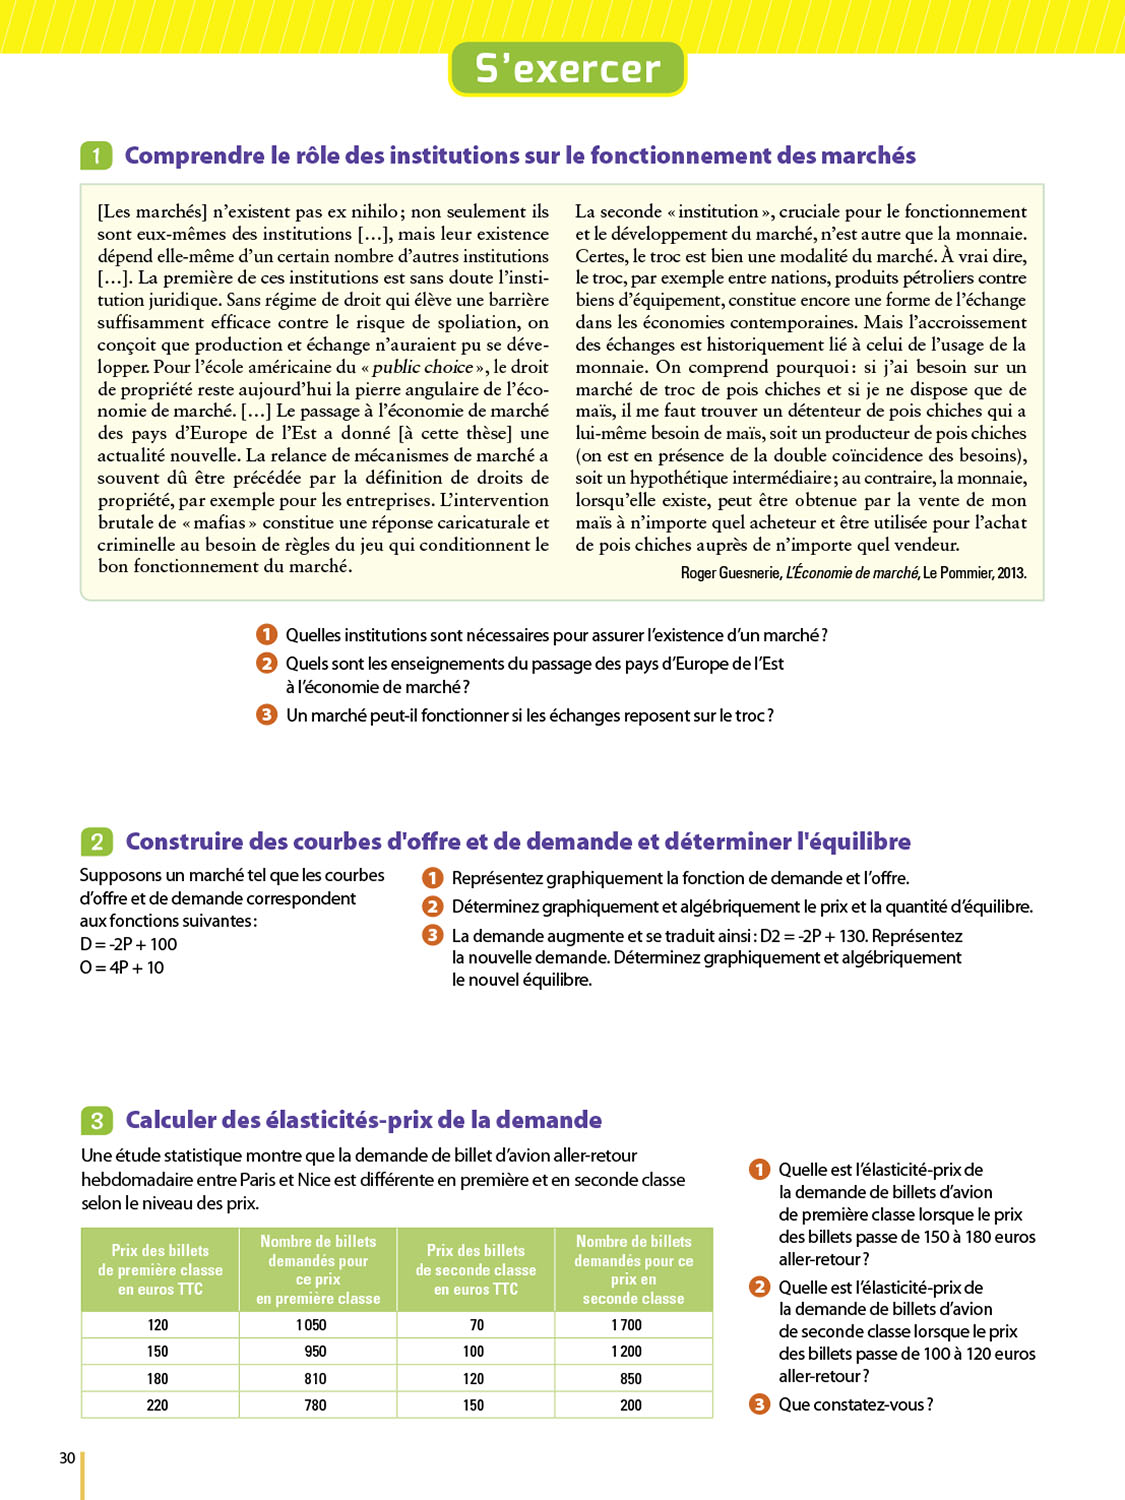 S'exercer
1 Comprendre le rôle des institutions sur le fonctionnement des marchés
[Les marchés] n'existent pas ex nihilo ; non seulement ils
sont eux-mêmes des institutions […], mais leur existence
dépend elle-même d'un certain nombre d'autres institutions
[…]. La première de ces institutions est sans doute l'insti-
tution juridique. Sans régime de droit qui élève une barrière
suffisamment efficace contre le risque de spoliation, on
conçoit que production et échange n'auraient pu se déve-
lopper. Pour l'école américaine du « public choice », le droit
de propriété reste aujourd'hui la pierre angulaire de l'éco-
nomie de marché. […] Le passage à l'économie de marché
des pays d'Europe de l'Est a donné [à cette thèse] une
actualité nouvelle. La relance de mécanismes de marché a
souvent dû être précédée par la définition de droits de
propriété, par exemple pour les entreprises. L'intervention
brutale de « mafias » constitue une réponse caricaturale et
criminelle au besoin de règles du jeu qui conditionnent le
bon fonctionnement du marché.
La seconde « institution », cruciale pour le fonctionnement
et le développement du marché, n'est autre que la monnaie.
Certes, le troc est bien une modalité du marché. À vrai dire,
le troc, par exemple entre nations, produits pétroliers contre
biens d'équipement, constitue encore une forme de l'échange
dans les économies contemporaines. Mais l'accroissement
des échanges est historiquement lié à celui de l'usage de la
monnaie. On comprend pourquoi : si j'ai besoin sur un
marché de troc de pois chiches et si je ne dispose que de
maïs, il me faut trouver un détenteur de pois chiches qui a
lui-même besoin de maïs, soit un producteur de pois chiches
(on est en présence de la double coïncidence des besoins),
soit un hypothétique intermédiaire ; au contraire, la monnaie,
lorsqu'elle existe, peut être obtenue par la vente de mon
maïs à n'importe quel acheteur et être utilisée pour l'achat
de pois chiches auprès de n'importe quel vendeur.
Roger Guesnerie, L'Économie de marché, Le Pommier, 2013.
1 Quelles institutions sont nécessaires pour assurer l'existence d'un marché ?
2 Quels sont les enseignements du passage des pays d'Europe de l'Est
à l'économie de marché ?
3 Un marché peut-il fonctionner si les échanges reposent sur le troc ?
2 Construire des courbes d'offre et de demande et déterminer l'équilibre
Supposons un marché tel que les courbes
d'offre et de demande correspondent
aux fonctions suivantes :
D = -2P + 100
O = 4P + 10
1 Représentez graphiquement la fonction de demande et l'offre.
2 Déterminez graphiquement et algébriquement le prix et la quantité d'équilibre.
3 La demande augmente et se traduit ainsi : D2 = -2P + 130. Représentez
la nouvelle demande. Déterminez graphiquement et algébriquement
le nouvel équilibre.
3 Calculer des élasticités-prix de la demande
Une étude statistique montre que la demande de billet d'avion aller-retour
hebdomadaire entre Paris et Nice est différente en première et en seconde classe
selon le niveau des prix.
Prix des billets
de première classe
en euros TTC
Nombre de billets
demandés pour
ce prix
en première classe
Prix des billets
de seconde classe
en euros TTC
Nombre de billets
demandés pour ce
prix en
seconde classe
120 1 050 70 1 700
150 950 100 1 200
180 810 120 850
220 780 150 200
1 Quelle est l'élasticité-prix de
la demande de billets d'avion
de première classe lorsque le prix
des billets passe de 150 à 180 euros
aller-retour ?
2 Quelle est l'élasticité-prix de
la demande de billets d'avion
de seconde classe lorsque le prix
des billets passe de 100 à 120 euros
aller-retour ?
3 Que constatez-vous ?
30